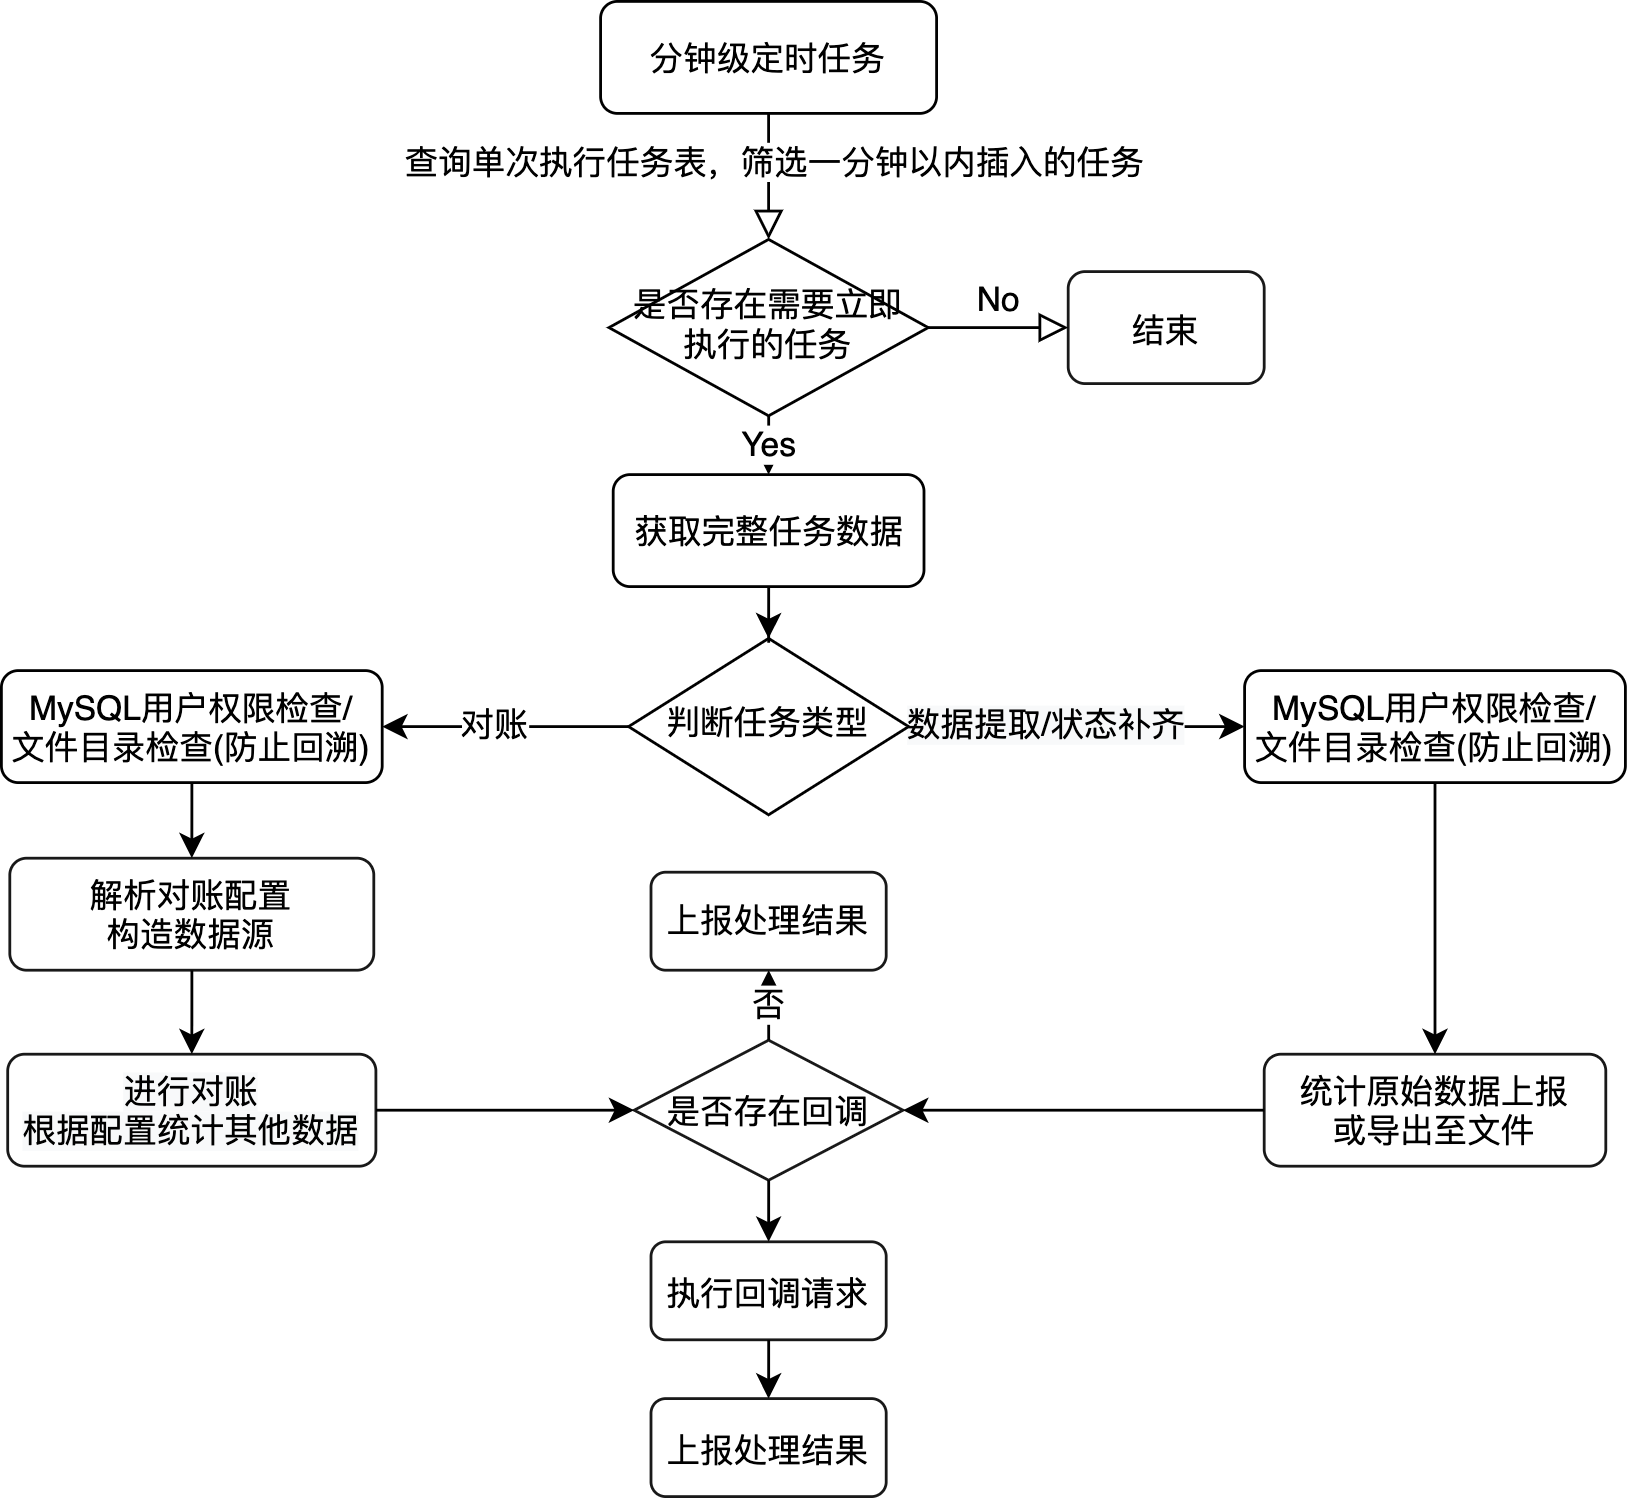 分钟级定时任务
查询单次执行任务表，筛选一分钟以内插入的任务
是否存在需要立即
执行的任务
No
结束
Yes
获取完整任务数据
MySQL用户权限检查/
文件目录检查(防止回溯)
对账
判断任务类型
数据提取/状态补齐
MySQL用户权限检查/
文件目录检查(防止回溯)
解析对账配置
构造数据源
上报处理结果
否
进行对账
根据配置统计其他数据
是否存在回调
统计原始数据上报
或导出至文件
执行回调请求
上报处理结果